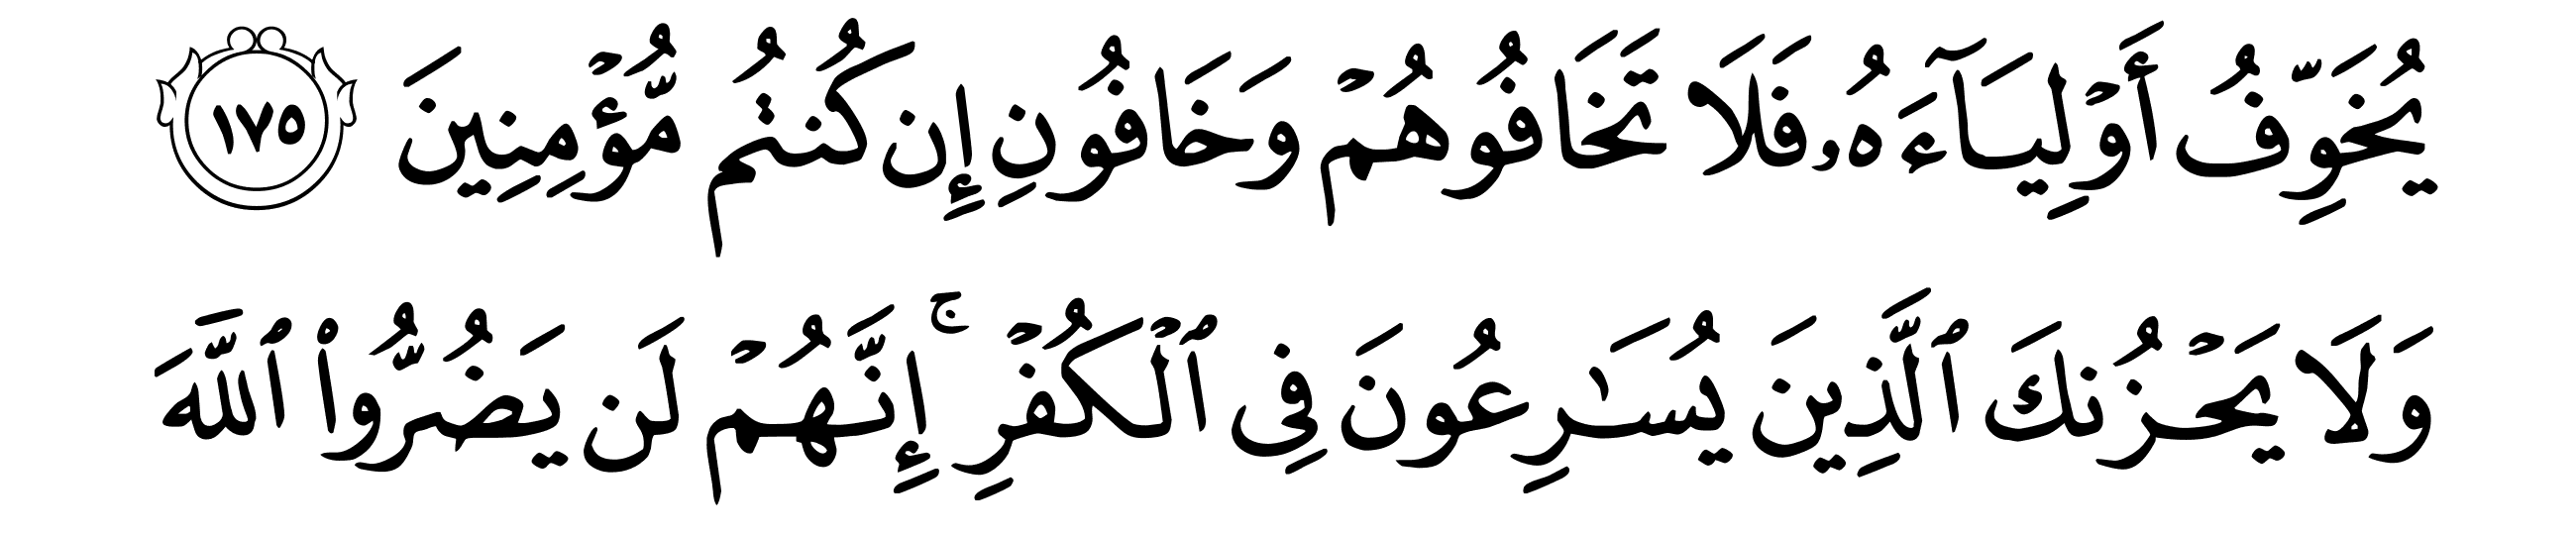 يُخَوِّفُ أَوۡلِيَآءَهُۥ فَلَا تَخَافُوهُمۡ وَخَافُونِ إِن كُنتُم مُّؤۡمِنِينَ ١٧٥
وَلَا يَحۡزُنكَ ٱلَّذِينَ يُسَٰرِعُونَ فِي ٱلۡكُفۡرِۚ إِنَّهُمۡ لَن يَضُرُّواْ ٱللَّهَ